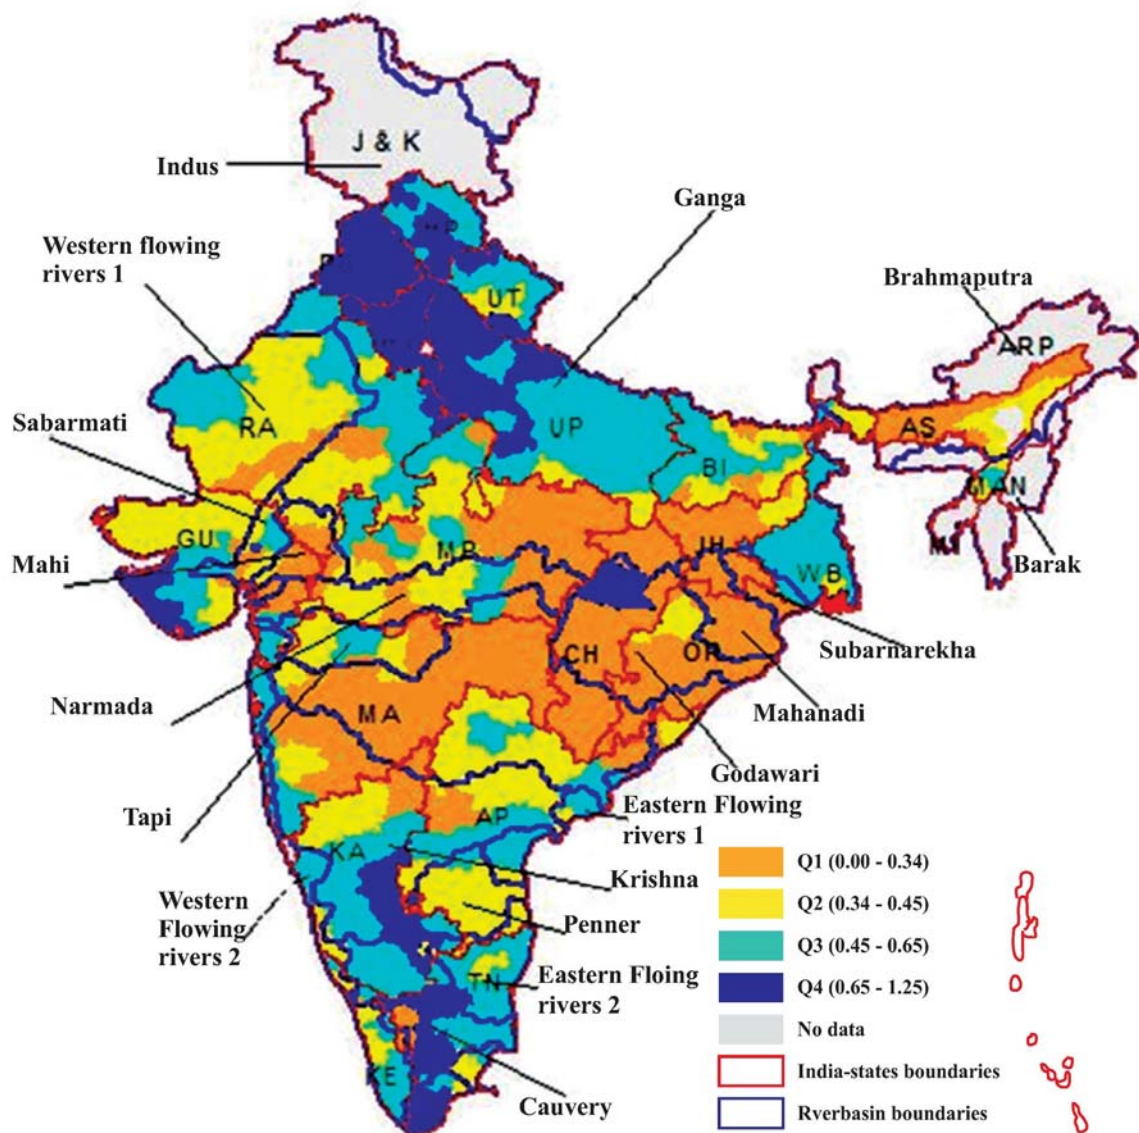 J & K
Indus
Ganga
Western flowing
rivers 1
UT
Brahmaputra
ARP
Sabarmati
RA
UP
AS
BI
MAN
GU
MP
JH
Mahi
WB
Barak
CH
OR
Subarnarekha
Narmada
MA
Mahanadi
Godawari
Tapi
AP
Eastern Flowing
rivers 1
KA
Western
Flowing
rivers 2
Krishna
Penner
TN
Eastern Floing
rivers 2
KE
Cauvery
Q1 (0.00 - 0.34)
Q2 (0.34 - 0.45)
Q3 (0.45 - 0.65)
Q4 (0.65 - 1.25)
No data
India-states boundaries
Rverbasin boundaries